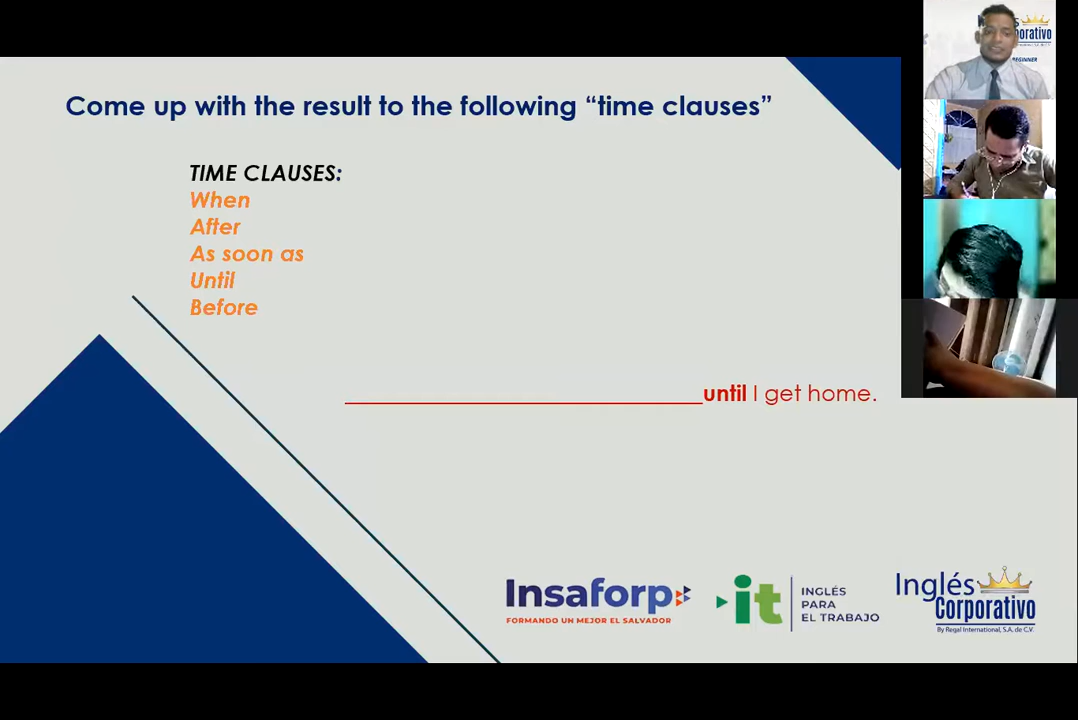 Come up with the result to the following “time clauses”
TIME CLAUSES:
When
After
As soon as
Until
Before
___________________________until I get home.
Insaforp
FORMANDO UN MEJOR EL SALVADOR
it
INGLÉS
PARA
EL TRABAJO
Inglés
Corporativo
By Regal International, S.A. de C.V.